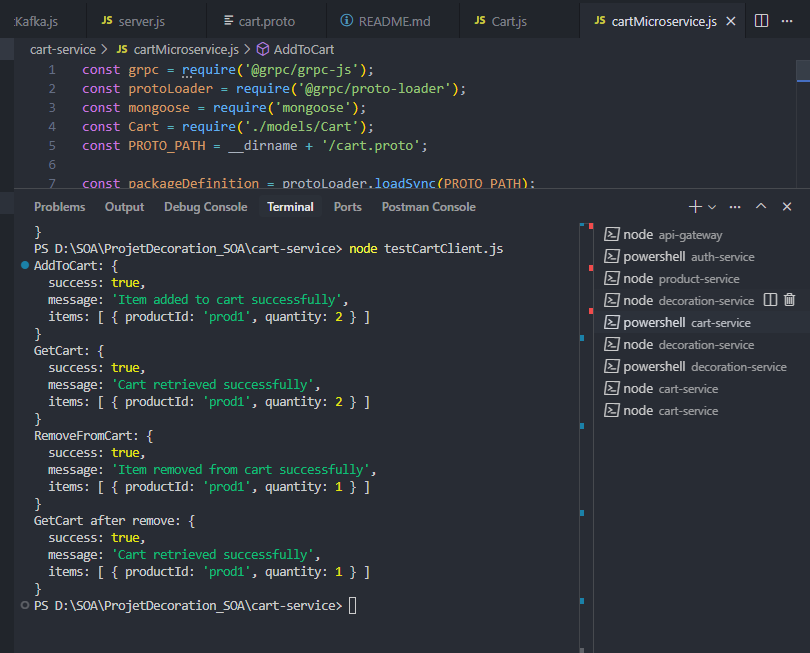 :Kafka.js JS server.js cart.proto README.md JS Cart.js JS cartMicroservice.js
cart-service > JS cartMicroservice.js > AddToCart
1 const grpc = require('@grpc/grpc-js');
2 const protoLoader = require('@grpc/proto-loader');
3 const mongoose = require('mongoose');
4 const Cart = require('./models/Cart');
5 const PROTO_PATH = __dirname + '/cart.proto';
6
7 const packageDefinition = protoLoader.loadSync(PROTO_PATH);
Problems Output Debug Console Terminal Ports Postman Console
}
PS D:\SOA\ProjetDecoration_SOA\cart-service> node testCartClient.js
AddToCart: {
success: true,
message: 'Item added to cart successfully',
items: [ { productId: 'prod1', quantity: 2 } ]
}
GetCart: {
success: true,
message: 'Cart retrieved successfully',
items: [ { productId: 'prod1', quantity: 2 } ]
}
RemoveFromCart: {
success: true,
message: 'Item removed from cart successfully',
items: [ { productId: 'prod1', quantity: 1 } ]
}
GetCart after remove: {
success: true,
message: 'Cart retrieved successfully',
items: [ { productId: 'prod1', quantity: 1 } ]
}
PS D:\SOA\ProjetDecoration_SOA\cart-service>
node api-gateway
powershell auth-service
node product-service
node decoration-service
powershell cart-service
node decoration-service
powershell decoration-service
node cart-service
node cart-service